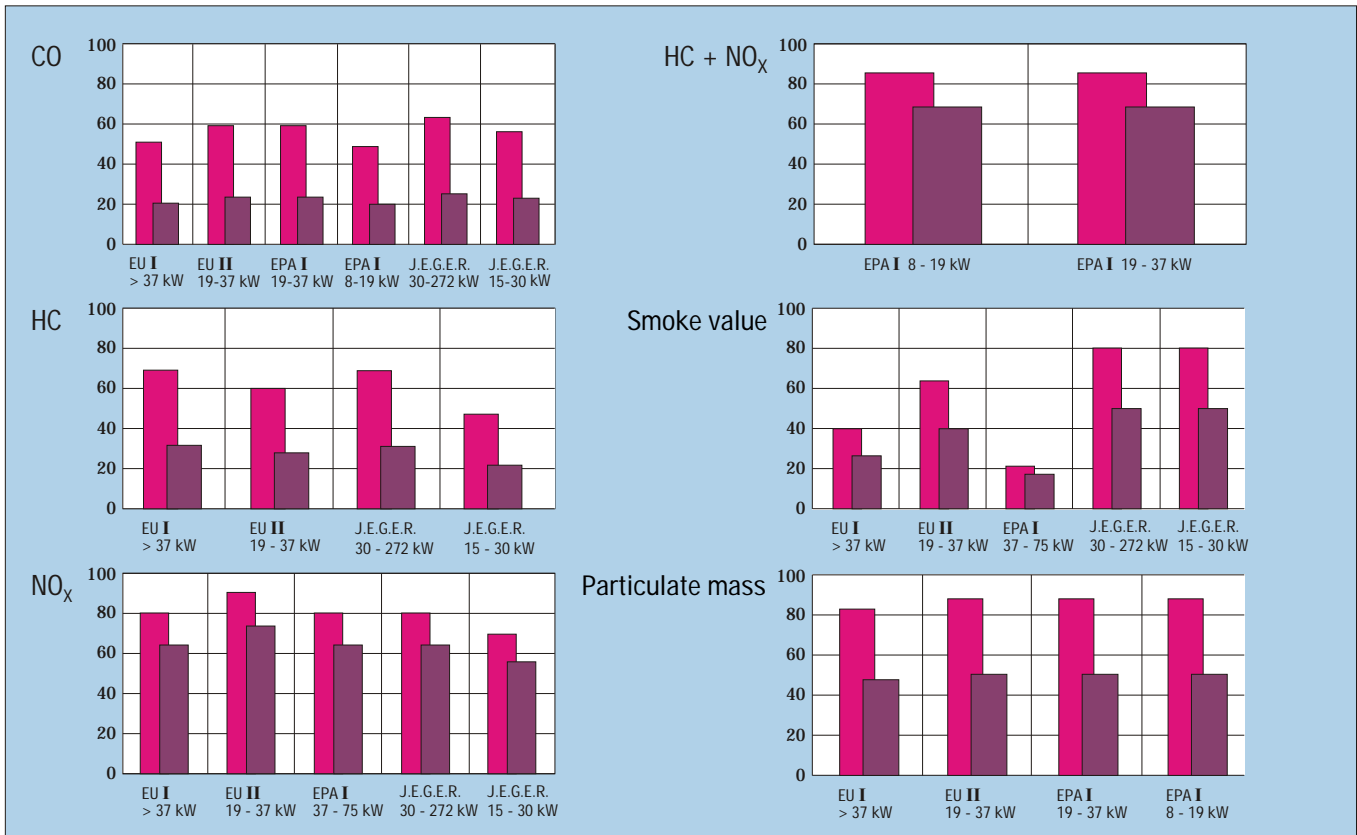 CO
100
80
60
40
20
0
EU I
> 37 kW
EU II
19-37 kW
EPA I
19-37 kW
EPA I
8-19 kW
J.E.G.E.R.
30-272 kW
J.E.G.E.R.
15-30 kW
HC + NOX
100
80
60
40
20
0
EPA I 8 - 19 kW
EPA I 19 - 37 kW
HC
100
80
60
40
20
0
EU I
> 37 kW
EU II
19 - 37 kW
J.E.G.E.R.
30 - 272 kW
J.E.G.E.R.
15 - 30 kW
Smoke value
100
80
60
40
20
0
EU I
> 37 kW
EU II
19 - 37 kW
EPA I
37 - 75 kW
J.E.G.E.R.
30 - 272 kW
J.E.G.E.R.
15 - 30 kW
NOX
100
80
60
40
20
0
EU I
> 37 kW
EU II
19 - 37 kW
EPA I
37 - 75 kW
J.E.G.E.R.
30 - 272 kW
J.E.G.E.R.
15 - 30 kW
Particulate mass
100
80
60
40
20
0
EU I
> 37 kW
EU II
19 - 37 kW
EPA I
19 - 37 kW
EPA I
8 - 19 kW